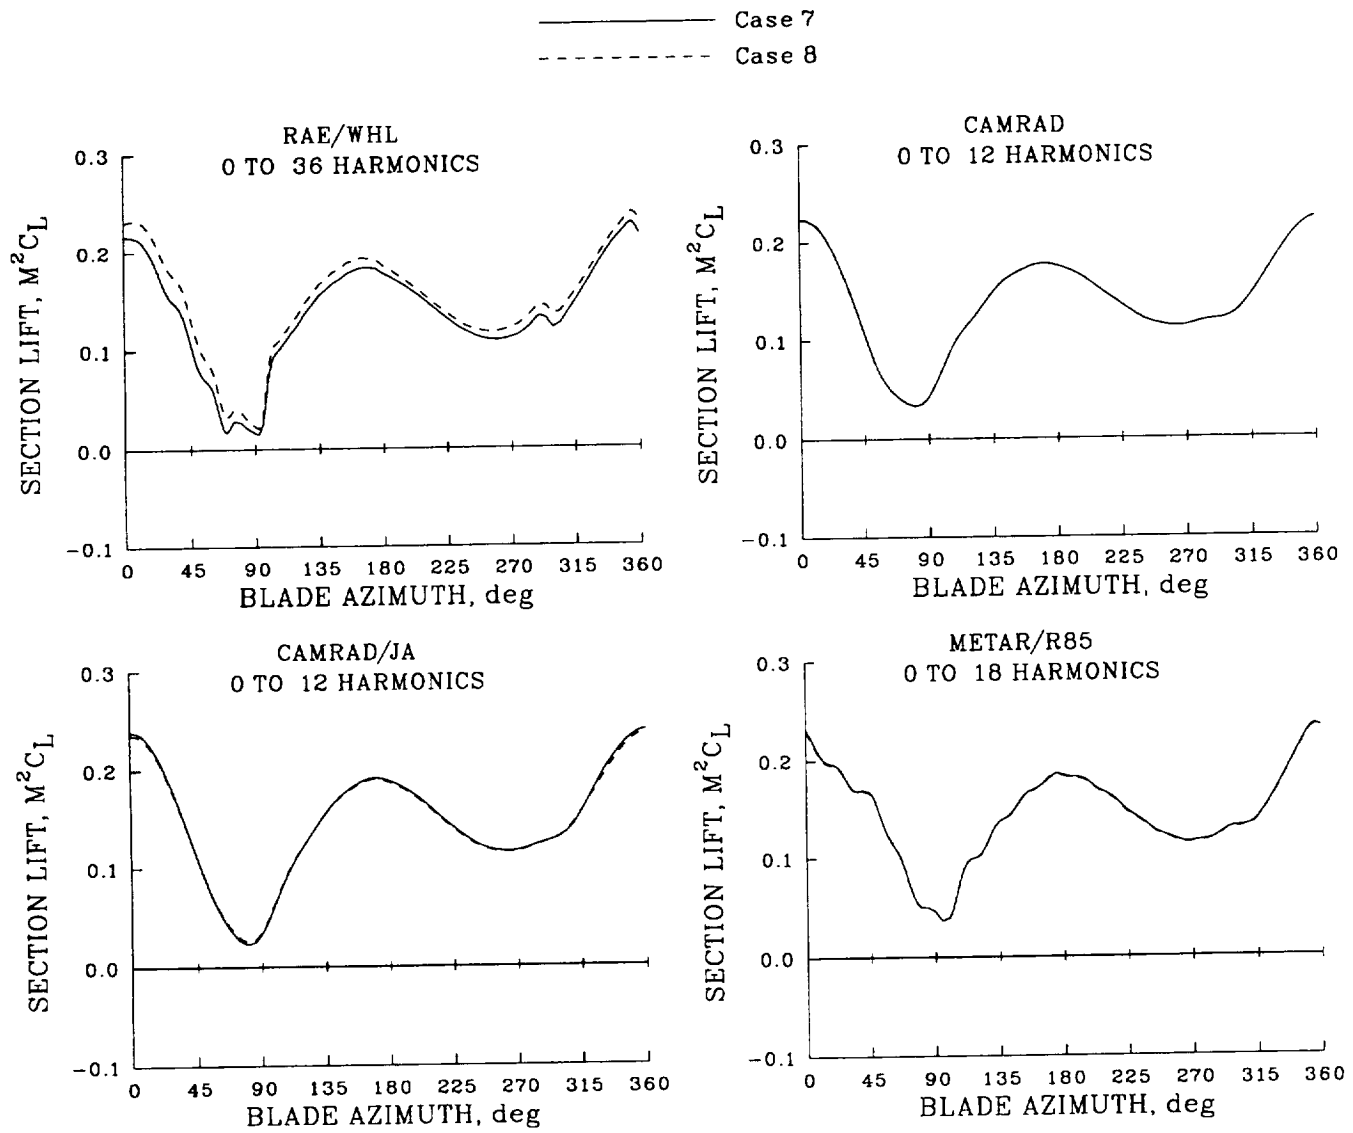 Case 7
Case 8
RAE/WHL
0 TO 36 HARMONICS
0.3
0.2
0.1
0.0
−0.1
SECTION LIFT, M²C_L
0 45 90 135 180 225 270 315 360
BLADE AZIMUTH, deg
CAMRAD
0 TO 12 HARMONICS
0.3
0.2
0.1
0.0
−0.1
SECTION LIFT, M²C_L
0 45 90 135 180 225 270 315 360
BLADE AZIMUTH, deg
CAMRAD/JA
0 TO 12 HARMONICS
0.3
0.2
0.1
0.0
−0.1
SECTION LIFT, M²C_L
0 45 90 135 180 225 270 315 360
BLADE AZIMUTH, deg
METAR/R85
0 TO 18 HARMONICS
0.3
0.2
0.1
0.0
−0.1
SECTION LIFT, M²C_L
0 45 90 135 180 225 270 315 360
BLADE AZIMUTH, deg